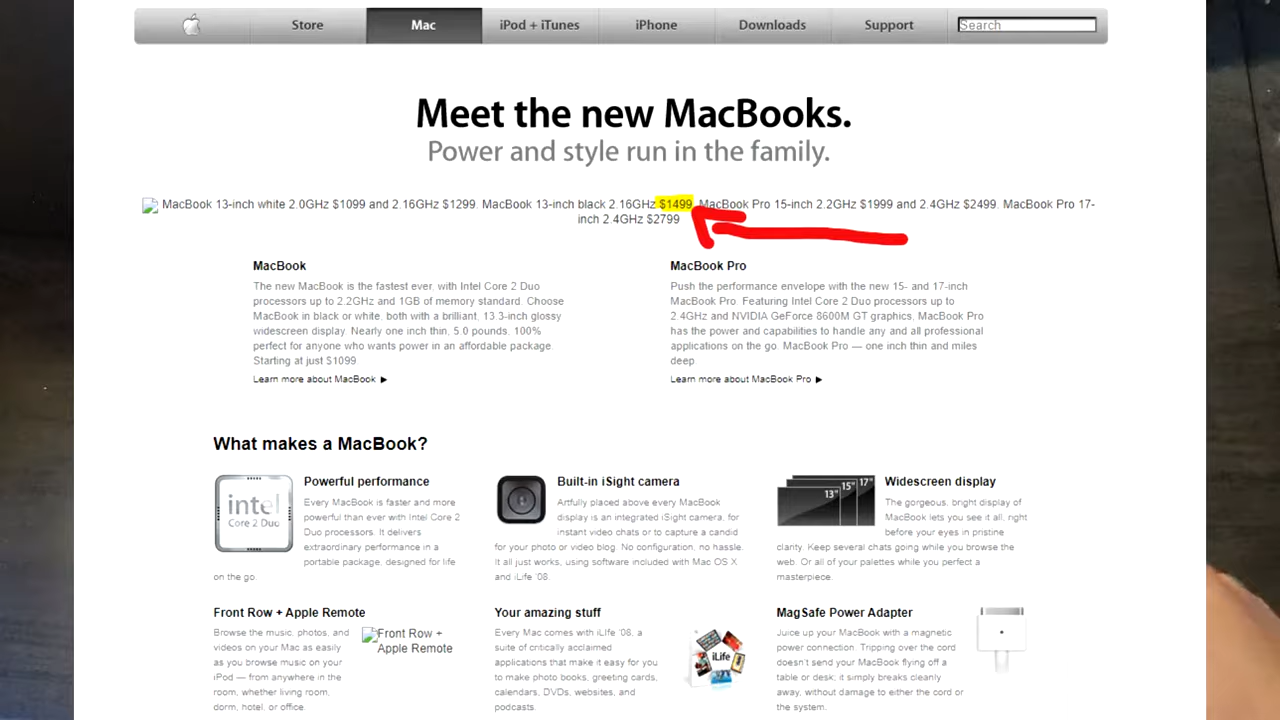 Store Mac iPod + iTunes iPhone Downloads Support Search
Meet the new MacBooks.
Power and style run in the family.
MacBook 13-inch white 2.0GHz $1099 and 2.16GHz $1299. MacBook 13-inch black 2.16GHz $1499. MacBook Pro 15-inch 2.2GHz $1999 and 2.4GHz $2499. MacBook Pro 17-
inch 2.4GHz $2799
MacBook
The new MacBook is the fastest ever, with Intel Core 2 Duo
processors up to 2.2GHz and 1GB of memory standard. Choose
MacBook in black or white, both with a brilliant, 13.3-inch glossy
widescreen display. Nearly one inch thin, 5.0 pounds, 100%
perfect for anyone who wants power in an affordable package.
Starting at just $1099.
Learn more about MacBook
MacBook Pro
Push the performance envelope with the new 15- and 17-inch
MacBook Pro. Featuring Intel Core 2 Duo processors up to
2.4GHz and NVIDIA GeForce 8600M GT graphics, MacBook Pro
has the power and capabilities to handle any and all professional
applications on the go. MacBook Pro — one inch thin and miles
deep.
Learn more about MacBook Pro
What makes a MacBook?
intel
Core 2 Duo
Powerful performance
Every MacBook is faster and more
powerful than ever with Intel Core 2
Duo processors. It delivers
extraordinary performance in a
portable package, designed for life
on the go.
Built-in iSight camera
Artfully placed above every MacBook
display is an integrated iSight camera, for
instant video chats or to capture a candid
for your photo or video blog. No configuration, no hassle.
It all just works, using software included with Mac OS X
and iLife '08.
13" 15" 17"
Widescreen display
The gorgeous, bright display of
MacBook lets you see it all, right
before your eyes in pristine
clarity. Keep several chats going while you browse the
web. Or all of your palettes while you perfect a
masterpiece.
Front Row + Apple Remote
Browse the music, photos, and
videos on your Mac as easily
as you browse music on your
iPod — from anywhere in the
room, whether living room,
dorm, hotel, or office.
Front Row +
Apple Remote
Your amazing stuff
Every Mac comes with iLIfe '08, a
suite of critically acclaimed
applications that make it easy for you
to make photo books, greeting cards,
calendars, DVDs, websites, and
podcasts.
iLife
MagSafe Power Adapter
Juice up your MacBook with a magnetic
power connection. Tripping over the cord
doesn't send your MacBook flying off a
table or desk; it simply breaks cleanly
away, without damage to either the cord or
the system.